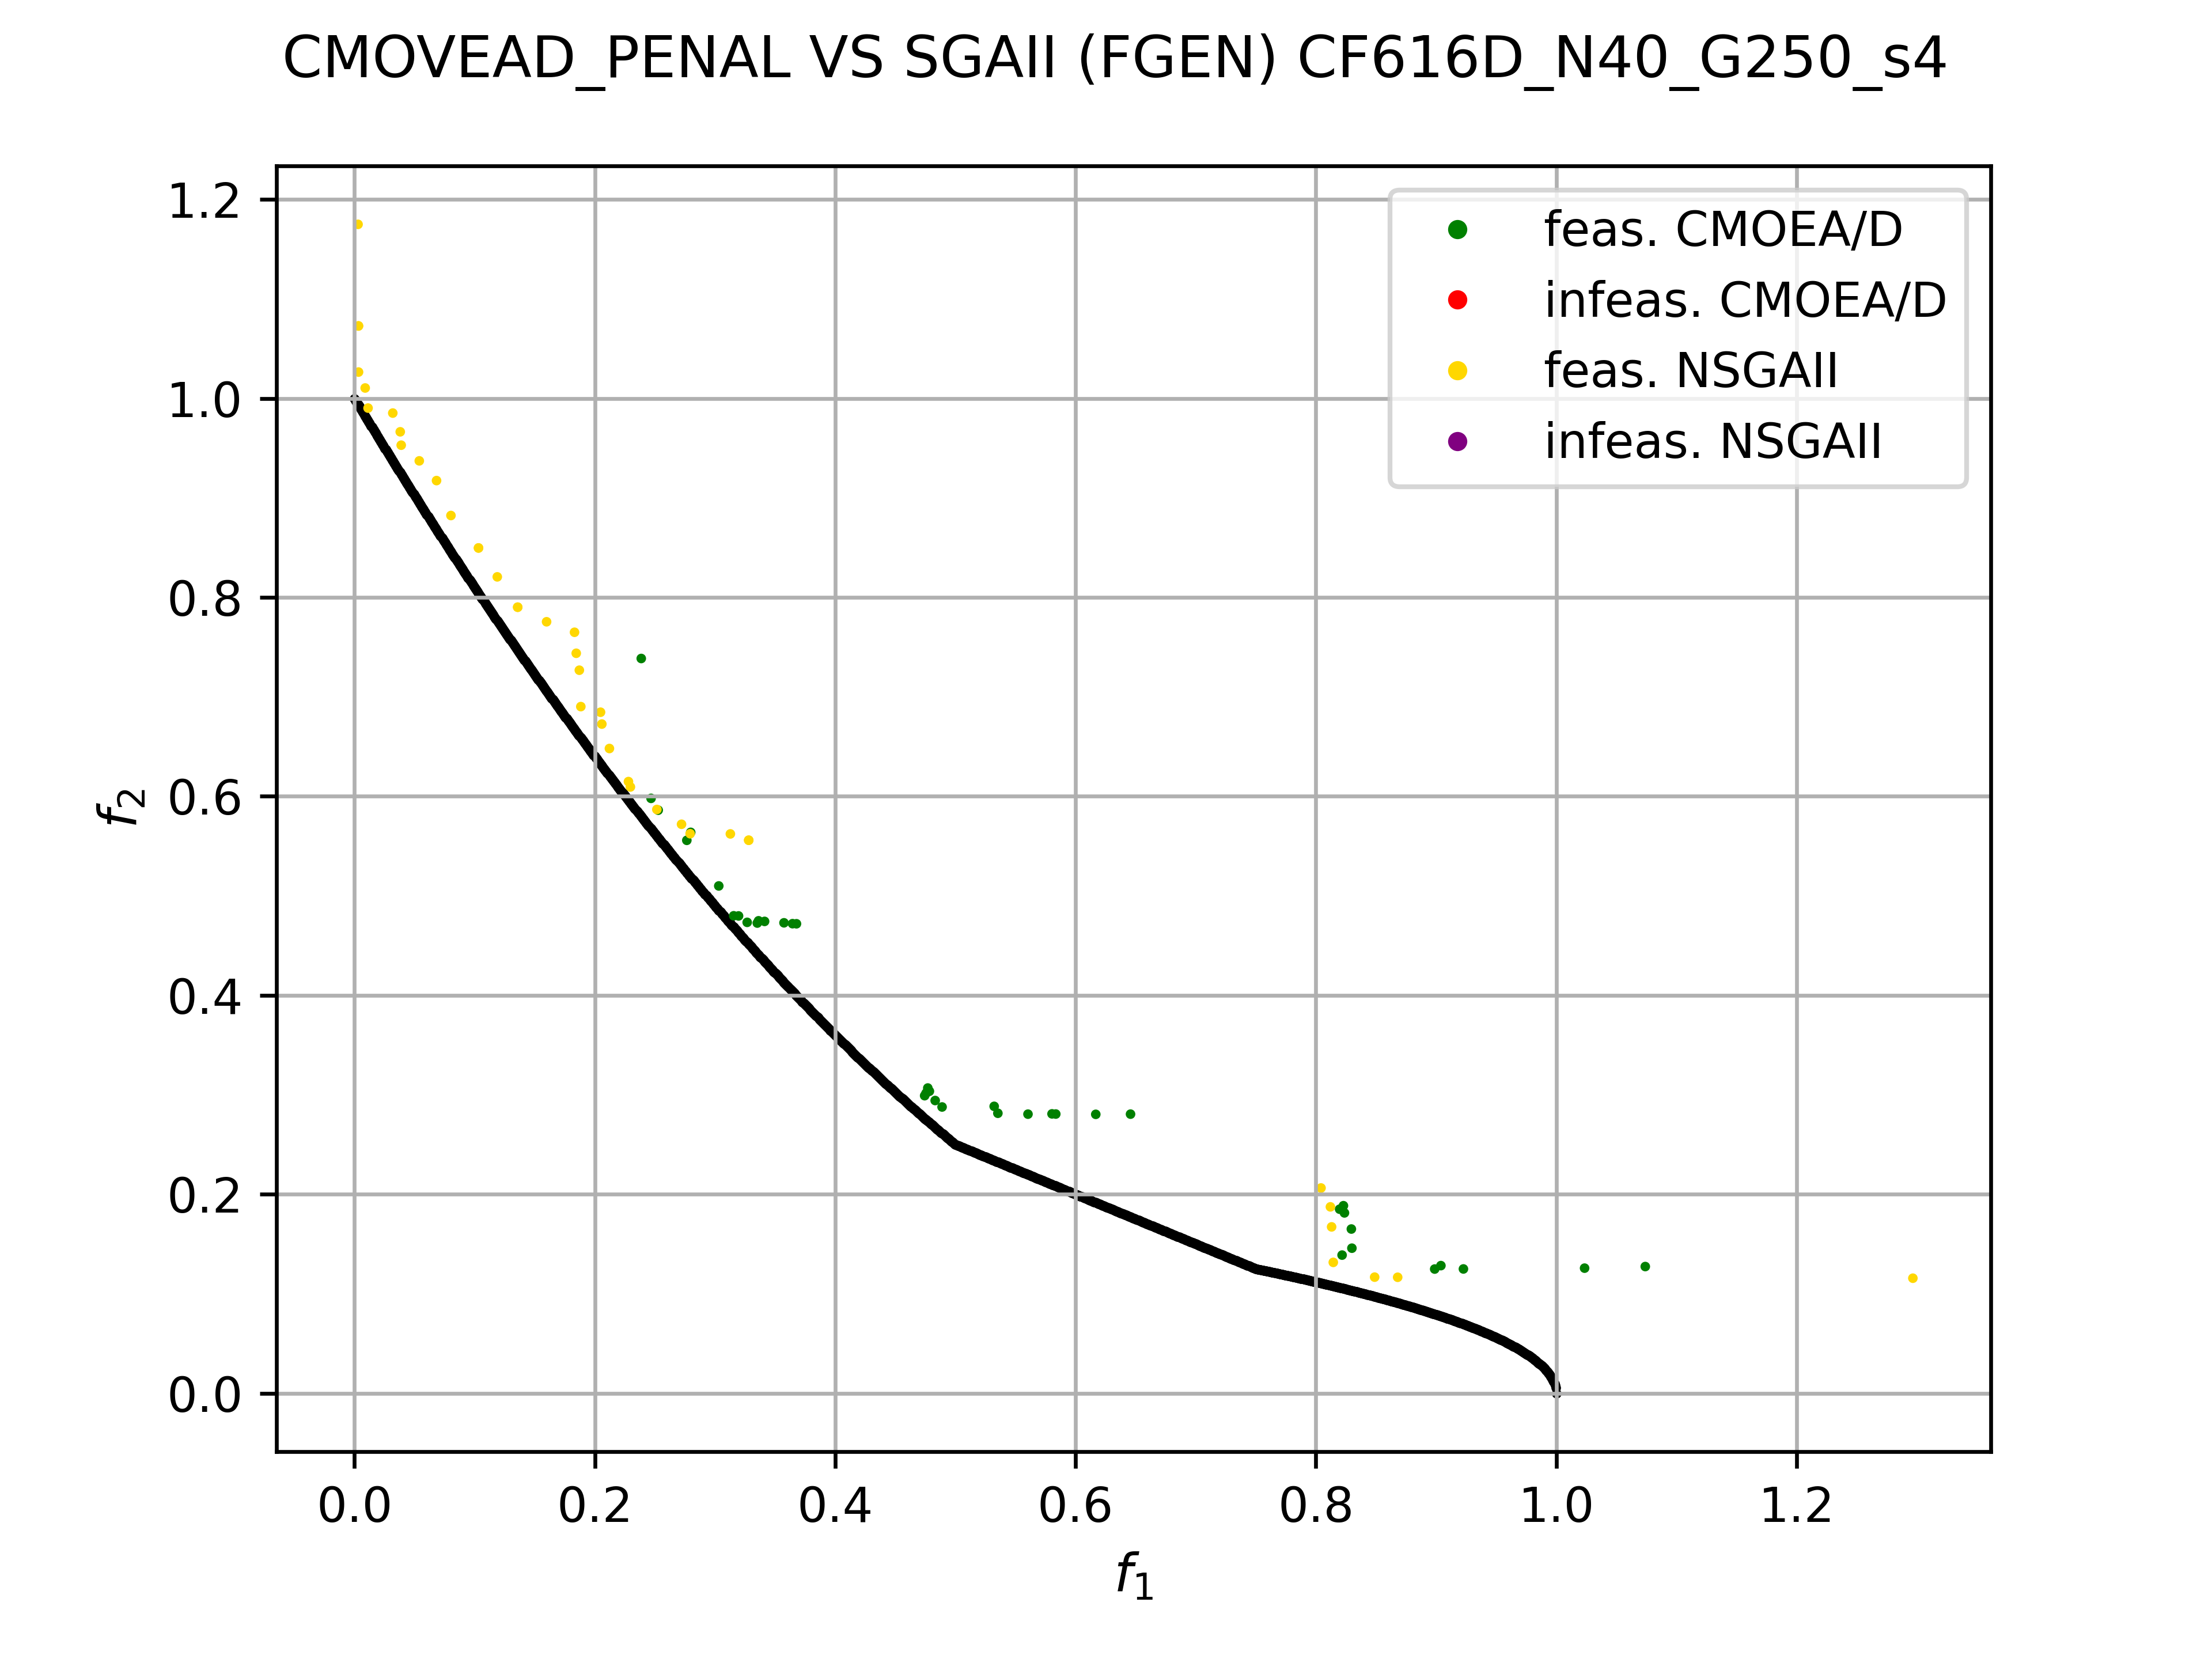 CMOVEAD_PENAL VS SGAII (FGEN) CF616D_N40_G250_s4
feas. CMOEA/D
infeas. CMOEA/D
feas. NSGAII
infeas. NSGAII
1.2
1.0
0.8
0.6
0.4
0.2
0.0
f2
0.0 0.2 0.4 0.6 0.8 1.0 1.2
f1